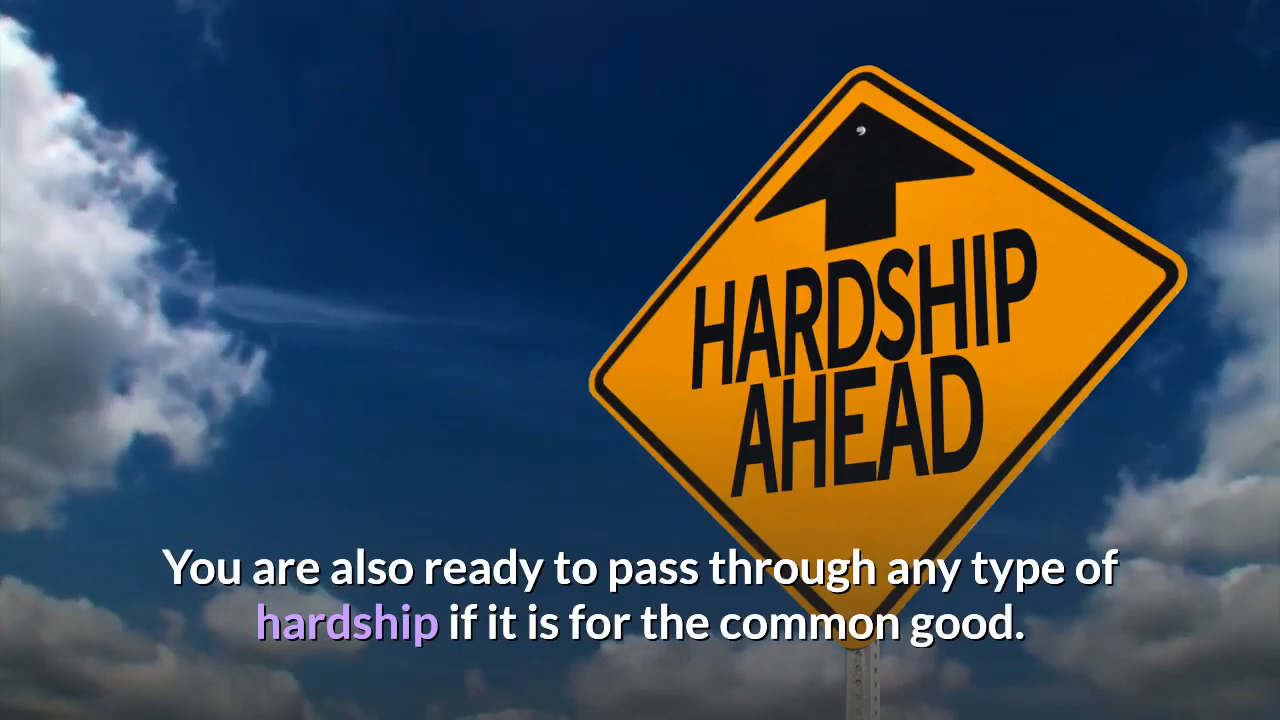 HARDSHIP
AHEAD
You are also ready to pass through any type of
hardship if it is for the common good.